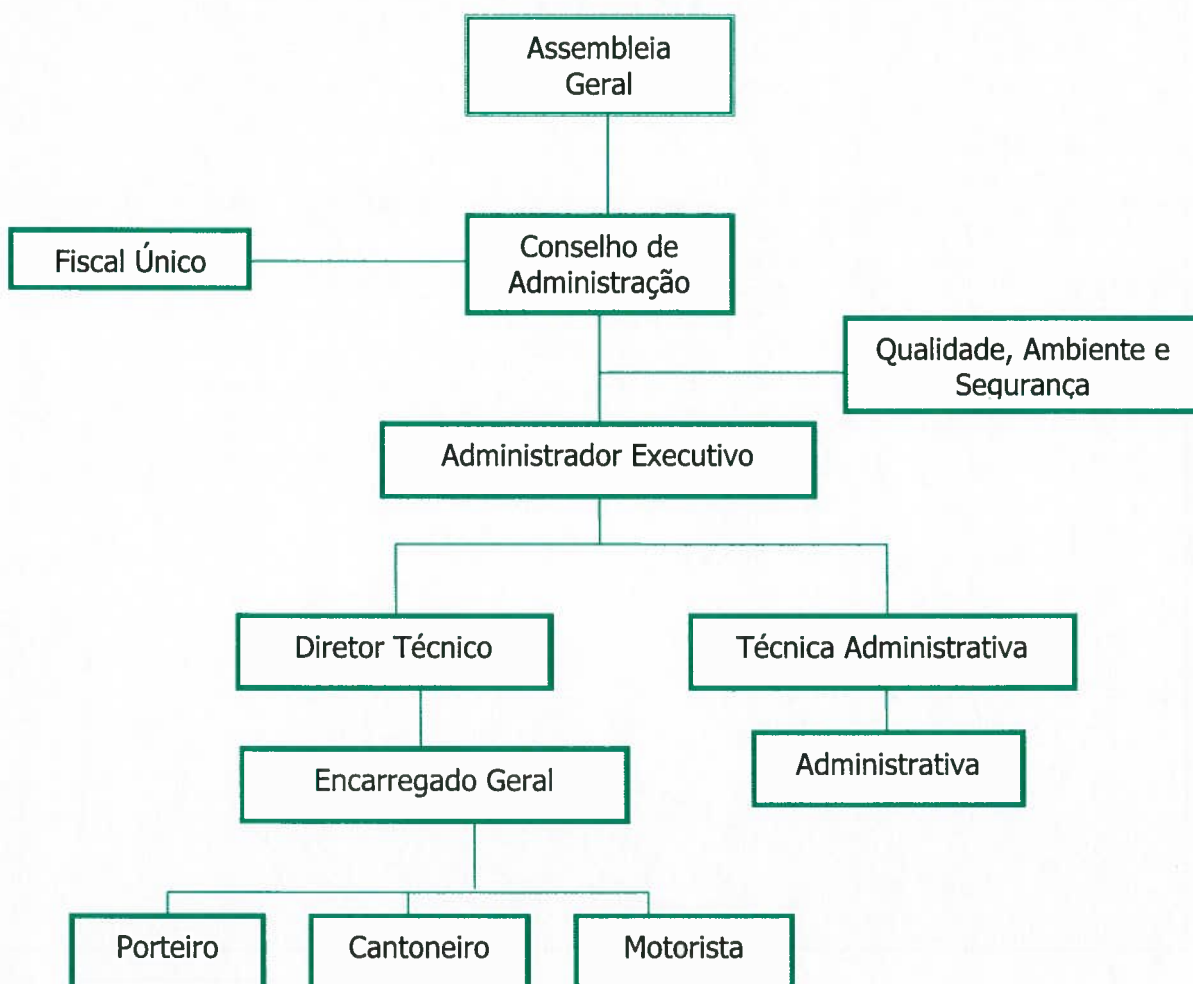 Assembleia
Geral
Fiscal Único
Conselho de
Administração
Qualidade, Ambiente e
Segurança
Administrador Executivo
Diretor Técnico
Técnica Administrativa
Encarregado Geral
Administrativa
Porteiro
Cantoneiro
Motorista